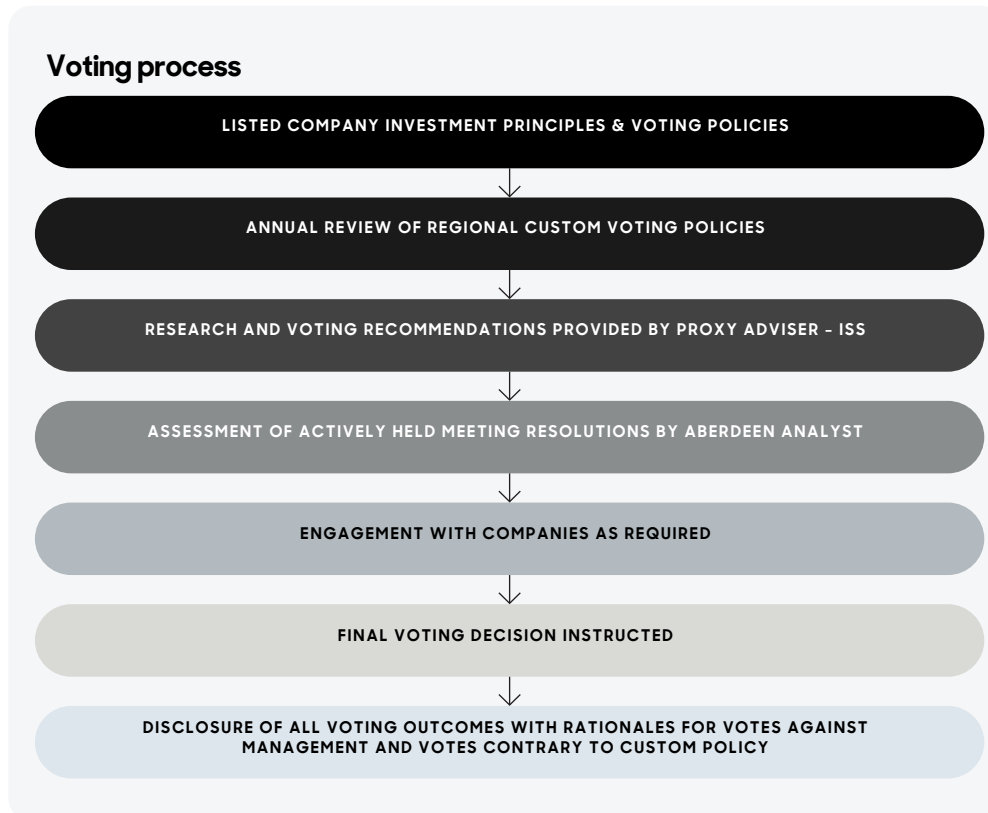 Voting process
LISTED COMPANY INVESTMENT PRINCIPLES & VOTING POLICIES
ANNUAL REVIEW OF REGIONAL CUSTOM VOTING POLICIES
RESEARCH AND VOTING RECOMMENDATIONS PROVIDED BY PROXY ADVISER – ISS
ASSESSMENT OF ACTIVELY HELD MEETING RESOLUTIONS BY ABERDEEN ANALYST
ENGAGEMENT WITH COMPANIES AS REQUIRED
FINAL VOTING DECISION INSTRUCTED
DISCLOSURE OF ALL VOTING OUTCOMES WITH RATIONALES FOR VOTES AGAINST
MANAGEMENT AND VOTES CONTRARY TO CUSTOM POLICY